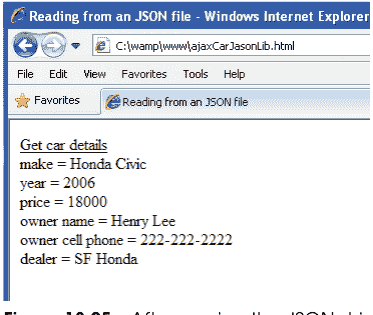 Reading from an JSON file - Windows Internet Explorer
C:\wamp\www\ajaxCarJasonLib.html
File Edit View Favorites Tools Help
Favorites Reading from an JSON file
Get car details
make = Honda Civic
year = 2006
price = 18000
owner name = Henry Lee
owner cell phone = 222-222-2222
dealer = SF Honda